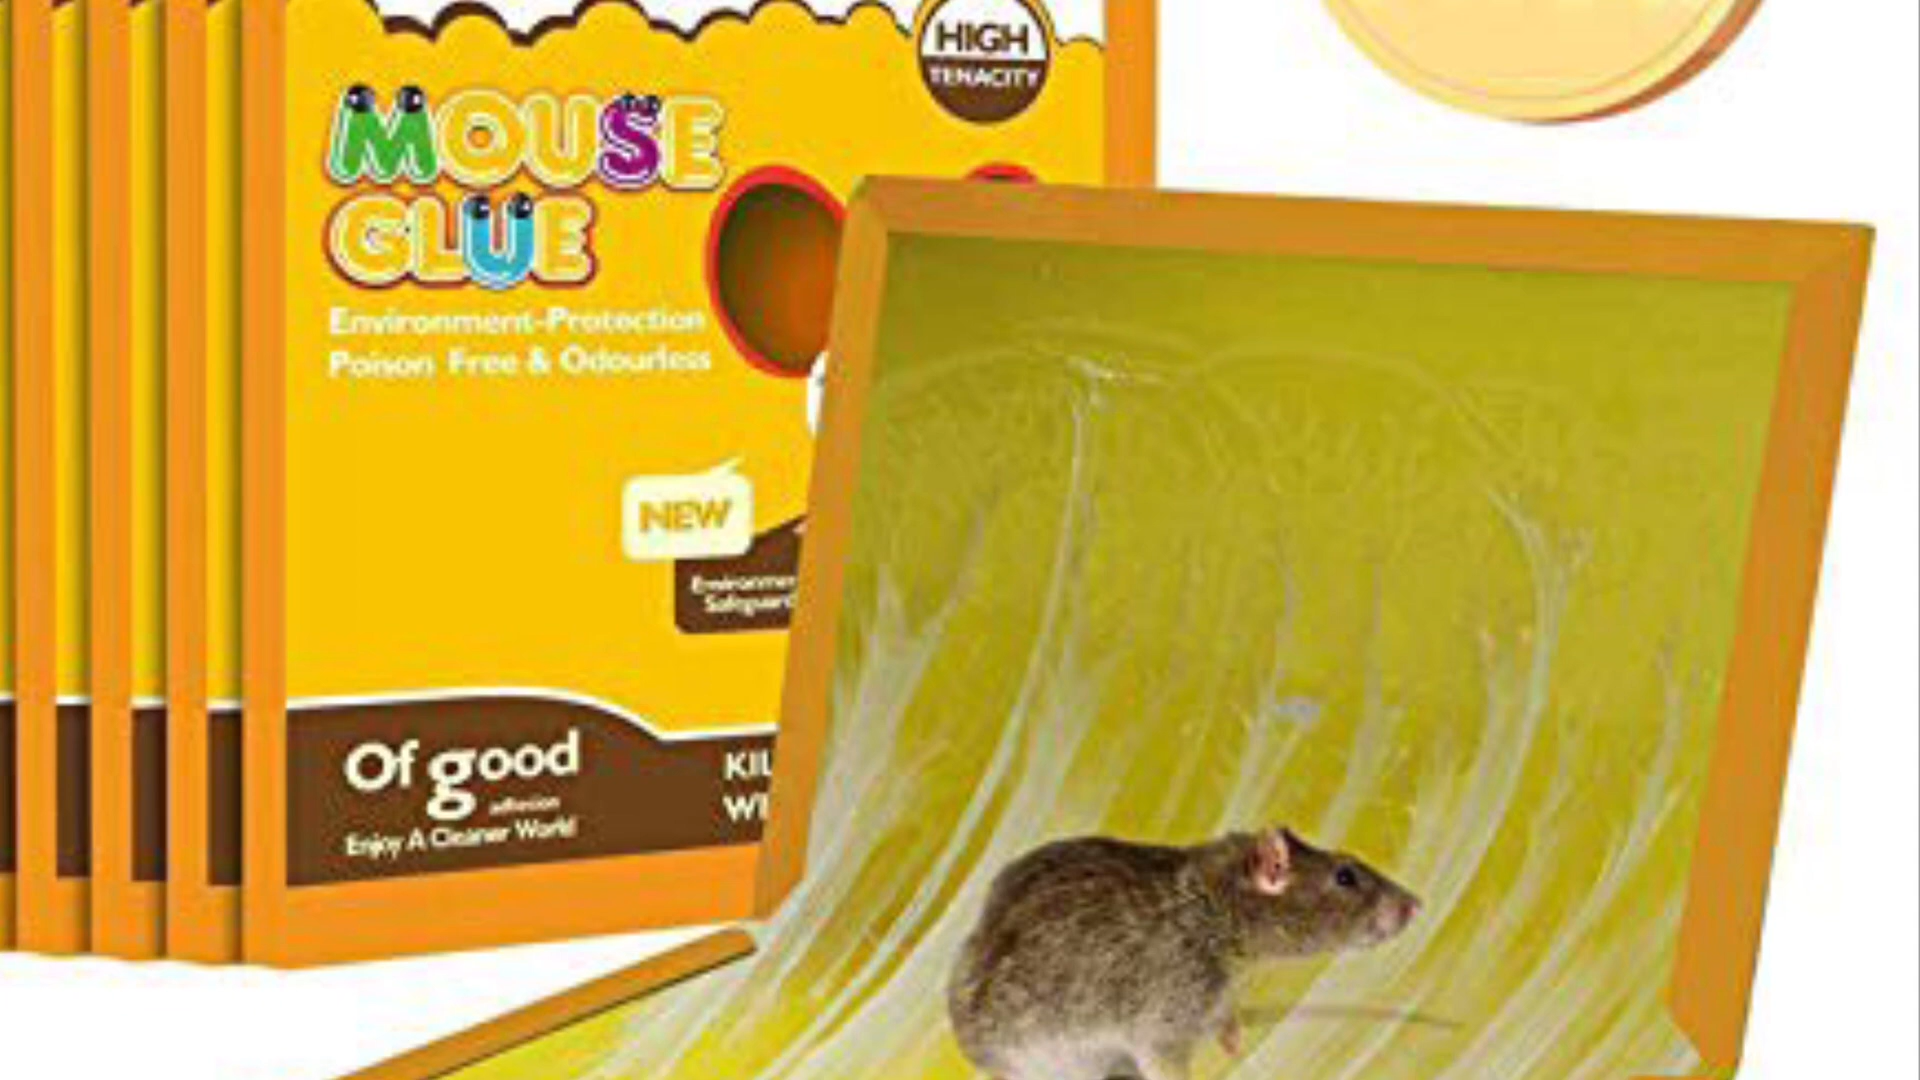 HIGH
TENACITY
MOUSE
GLUE
Environment-Protection
Poison Free & Odourless
NEW
Of good
adhesion
Enjoy A Cleaner World